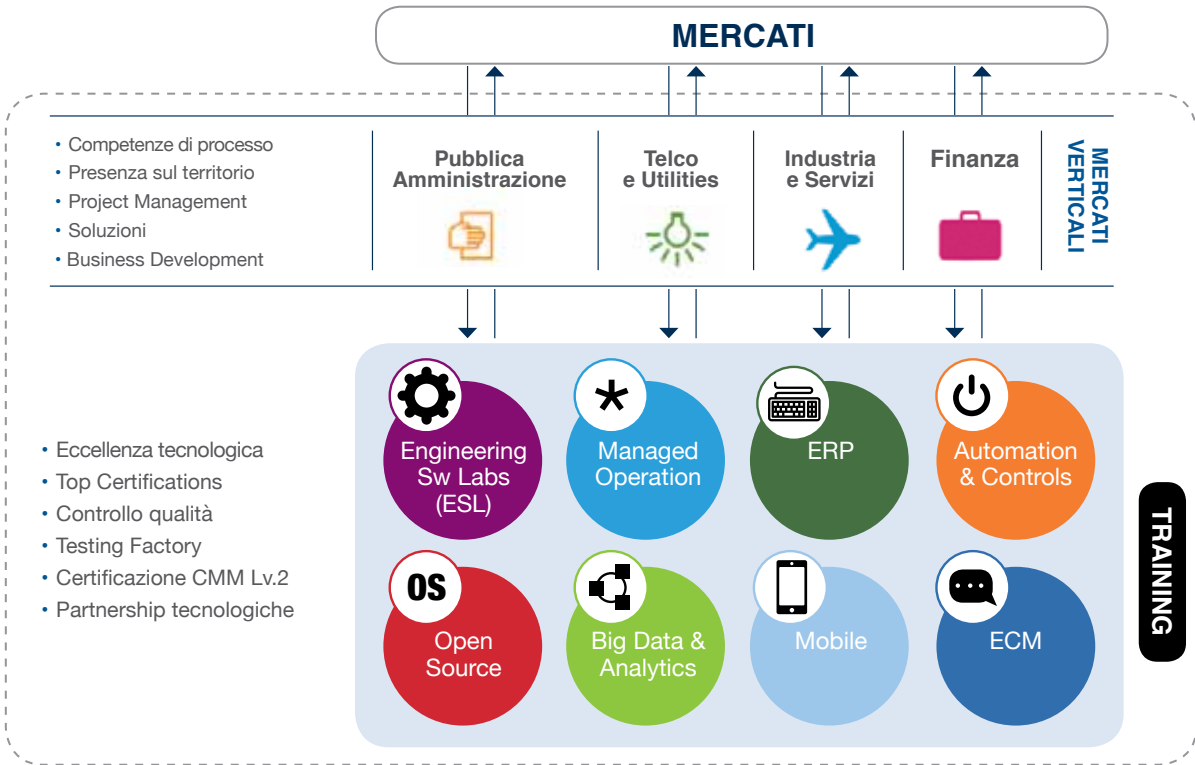 MERCATI
• Competenze di processo
• Presenza sul territorio
• Project Management
• Soluzioni
• Business Development
Pubblica
Amministrazione
Telco
e Utilities
Industria
e Servizi
Finanza
MERCATI
VERTICALI
• Eccellenza tecnologica
• Top Certifications
• Controllo qualità
• Testing Factory
• Certificazione CMM Lv.2
• Partnership tecnologiche
Engineering
Sw Labs
(ESL)
Managed
Operation
ERP
Automation
& Controls
OS
Open
Source
Big Data &
Analytics
Mobile
ECM
TRAINING